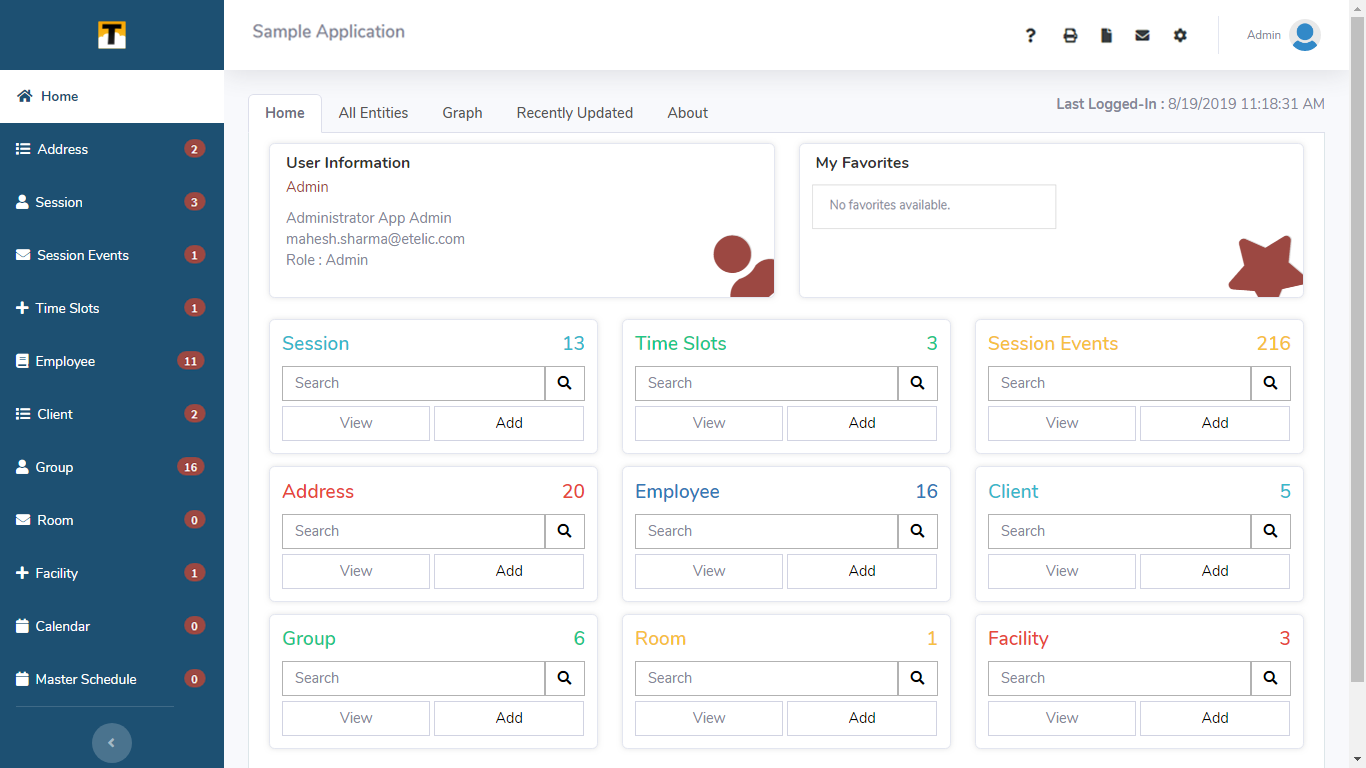 T
Sample Application
?
Admin
Home
Address 2
Session 3
Session Events 1
Time Slots 1
Employee 11
Client 2
Group 16
Room 0
Facility 1
Calendar 0
Master Schedule 0
Home All Entities Graph Recently Updated About
Last Logged-In : 8/19/2019 11:18:31 AM
User Information
Admin
Administrator App Admin
mahesh.sharma@etelic.com
Role : Admin
My Favorites
No favorites available.
Session 13
Search
View Add
Time Slots 3
Search
View Add
Session Events 216
Search
View Add
Address 20
Search
View Add
Employee 16
Search
View Add
Client 5
Search
View Add
Group 6
Search
View Add
Room 1
Search
View Add
Facility 3
Search
View Add